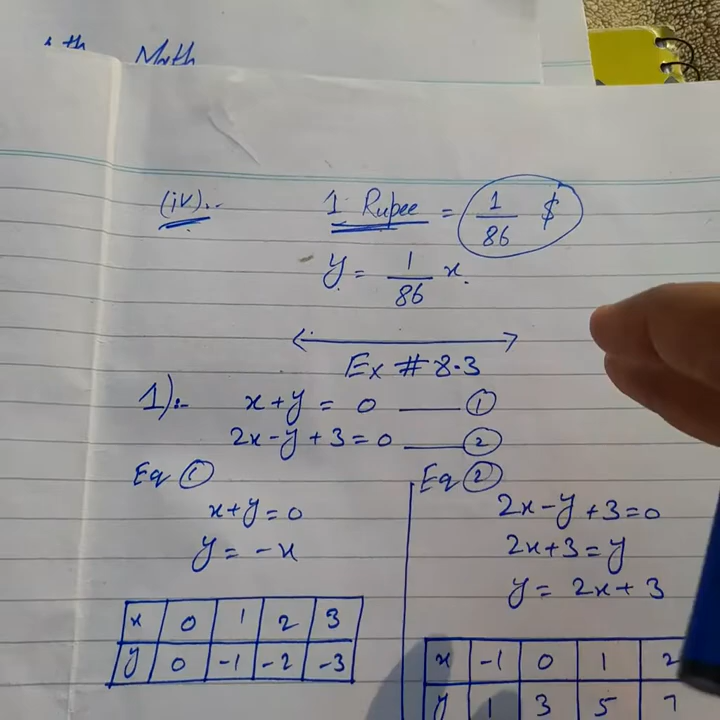 Math
(iv):-
1 Rupee = 1/86 $
y = 1/86 x.
Ex # 8.3
1):-
x+y = 0 —— ①
2x-y+3=0 —— ②
Eq ①
x+y=0
y = -x
x 0 1 2 3
y 0 -1 -2 -3
Eq ②
2x-y+3=0
2x+3=y
y = 2x+3
x -1 0 1 2
y 1 3 5 7